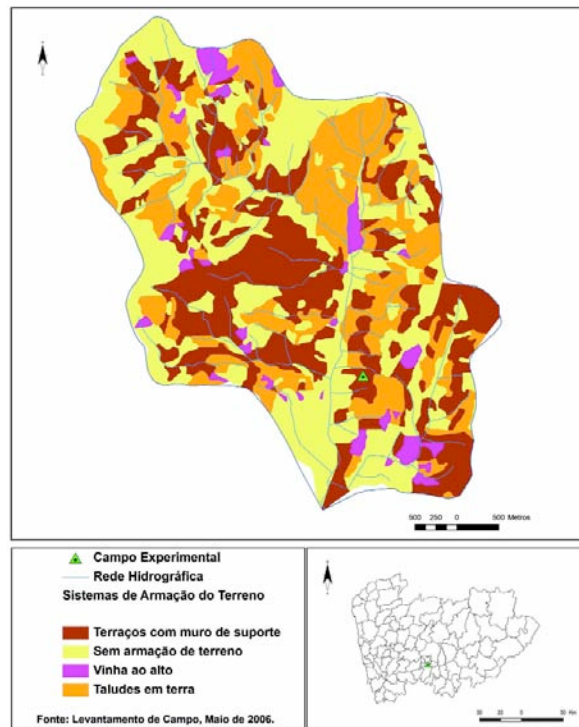 500 250 0 500 Metros
Campo Experimental
Rede Hidrográfica
Sistemas de Armação do Terreno
Terraços com muro de suporte
Sem armação de terreno
Vinha ao alto
Taludes em terra
Fonte: Levantamento de Campo, Maio de 2006.